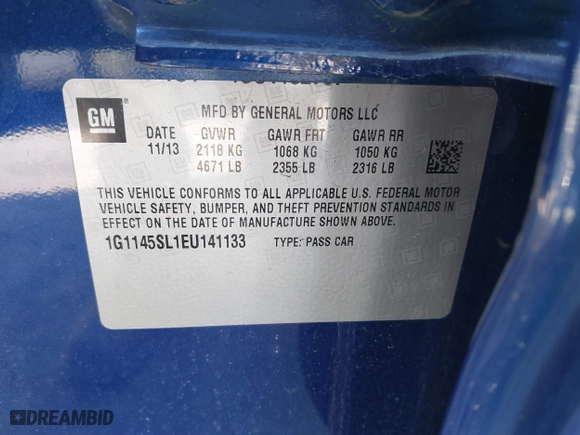 GM
MFD BY GENERAL MOTORS LLC
DATE GVWR GAWR FRT GAWR RR
11/13 2118 KG 1068 KG 1050 KG
4671 LB 2355 LB 2316 LB
THIS VEHICLE CONFORMS TO ALL APPLICABLE U.S. FEDERAL MOTOR
VEHICLE SAFETY, BUMPER, AND THEFT PREVENTION STANDARDS IN
EFFECT ON THE DATE OF MANUFACTURE SHOWN ABOVE.
1G1145SL1EU141133 TYPE: PASS CAR
DREAMBID